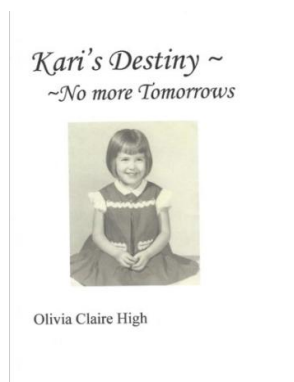 Kari's Destiny ~
~No more Tomorrows
Olivia Claire High